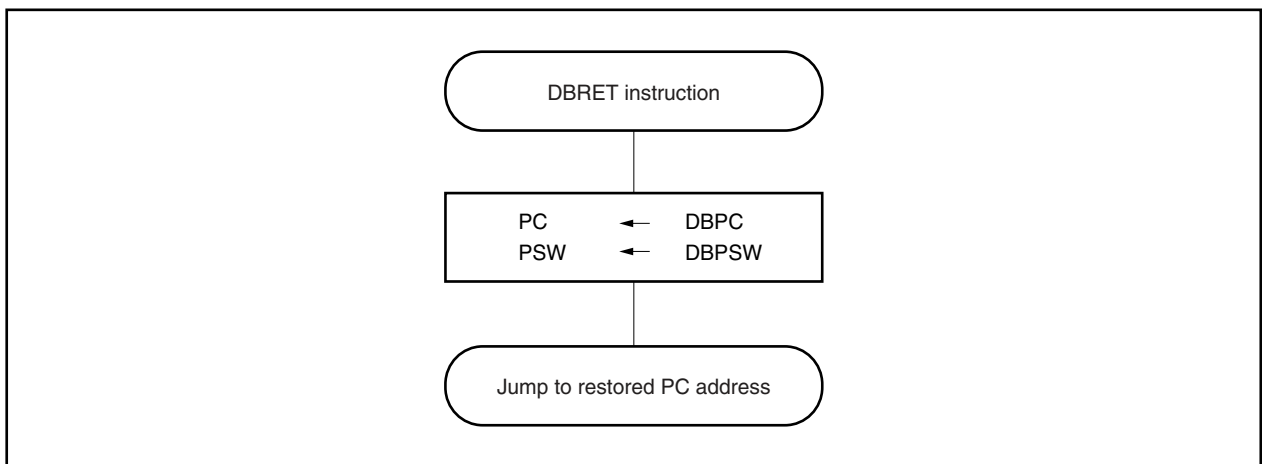 DBRET instruction
PC ← DBPC
PSW ← DBPSW
Jump to restored PC address